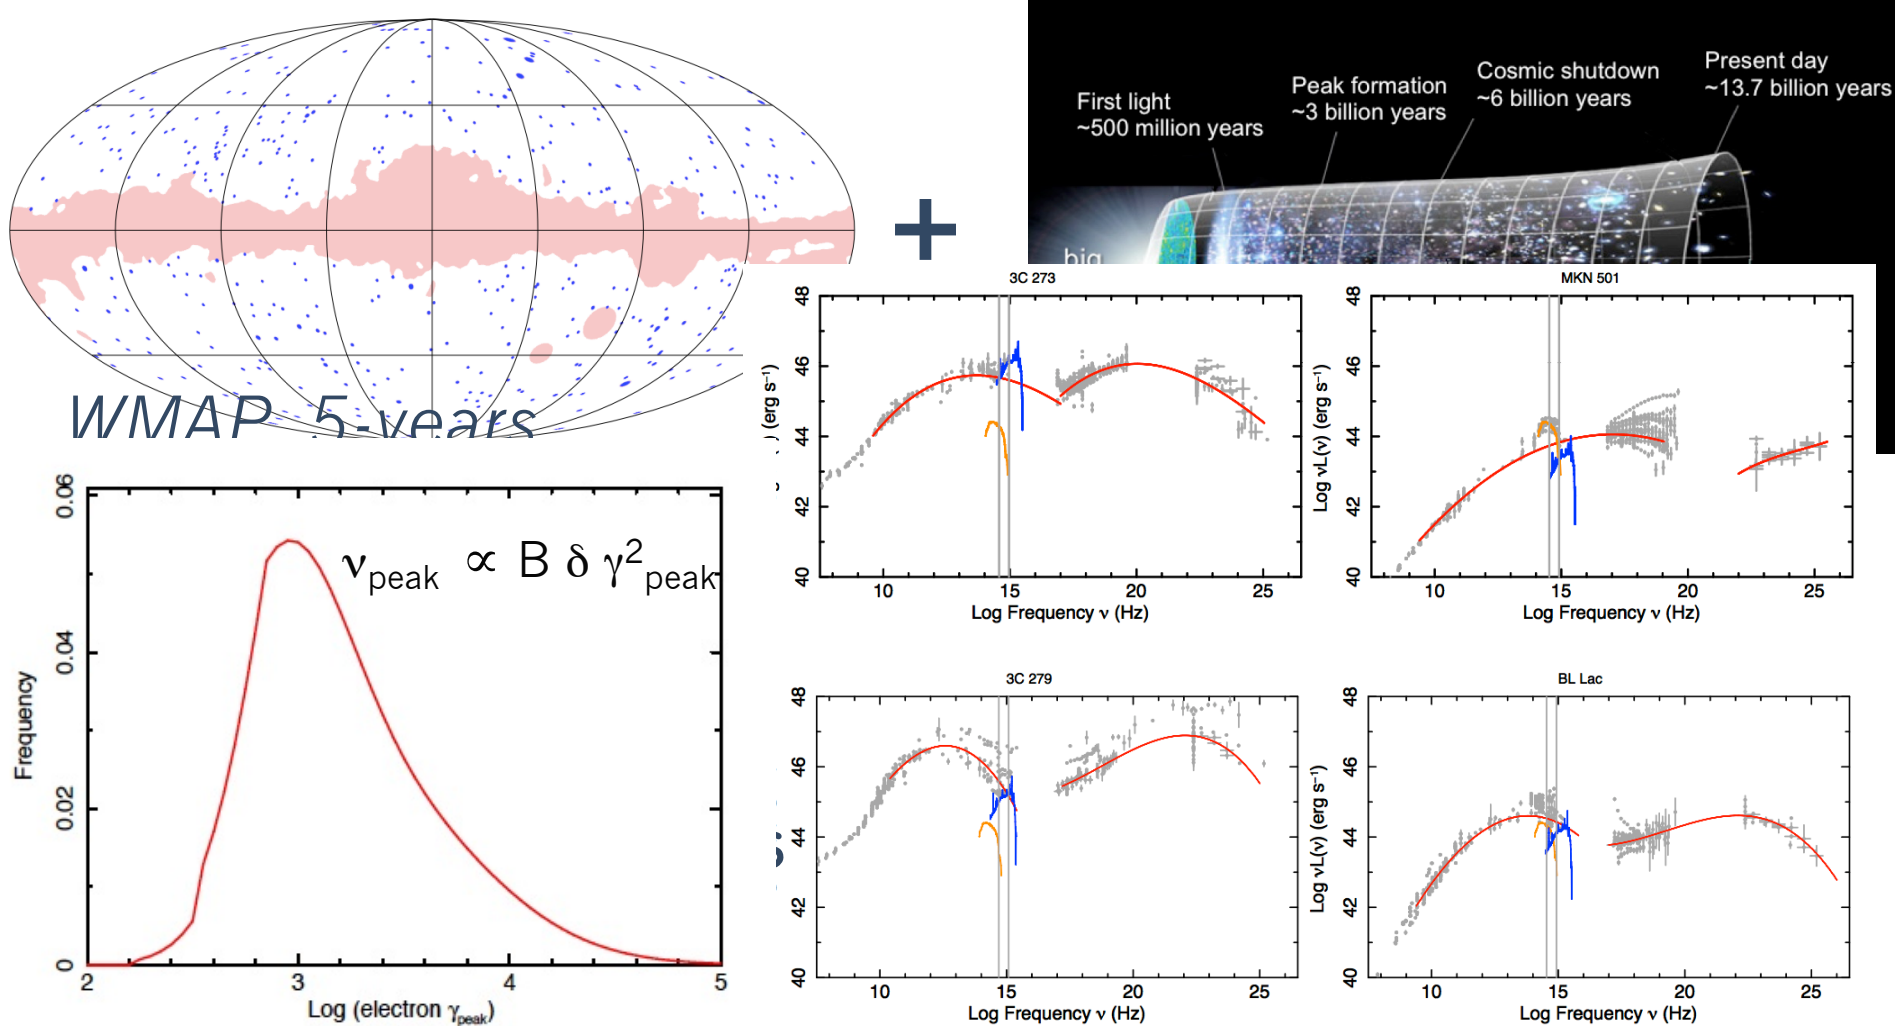 First light
~500 million years
Peak formation
~3 billion years
Cosmic shutdown
~6 billion years
Present day
~13.7 billion years
+
big
WMAP 5-years
νpeak ∝ B δ γ²peak
Frequency
0.06
0.04
0.02
0
2 3 4 5
Log (electron γpeak)
3C 273
48
46
44
42
40
10 15 20 25
Log Frequency ν (Hz)
) (erg s⁻¹)
MKN 501
Log νL(ν) (erg s⁻¹)
48
46
44
42
40
10 15 20 25
Log Frequency ν (Hz)
3C 279
48
46
44
42
40
10 15 20 25
Log Frequency ν (Hz)
BL Lac
Log νL(ν) (erg s⁻¹)
48
46
44
42
40
10 15 20 25
Log Frequency ν (Hz)